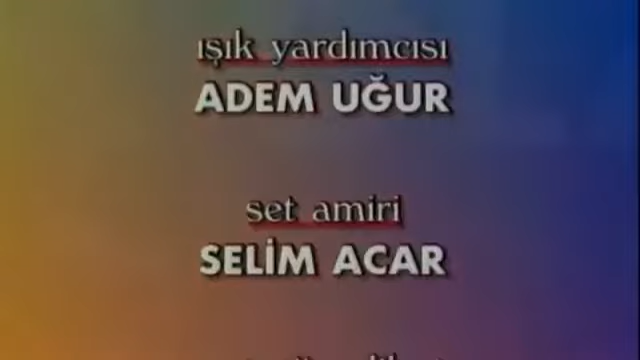 ışık yardımcısı
ADEM UĞUR
set amiri
SELİM ACAR